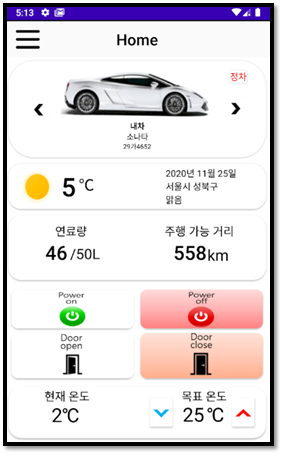 5:13
Home
정차
내차
소나타
29가4652
5℃
2020년 11월 25일
서울시 성북구
맑음
연료량
주행 가능 거리
46 /50L
558km
Power
on
Power
off
Door
open
Door
close
현재 온도
목표 온도
2℃
25℃